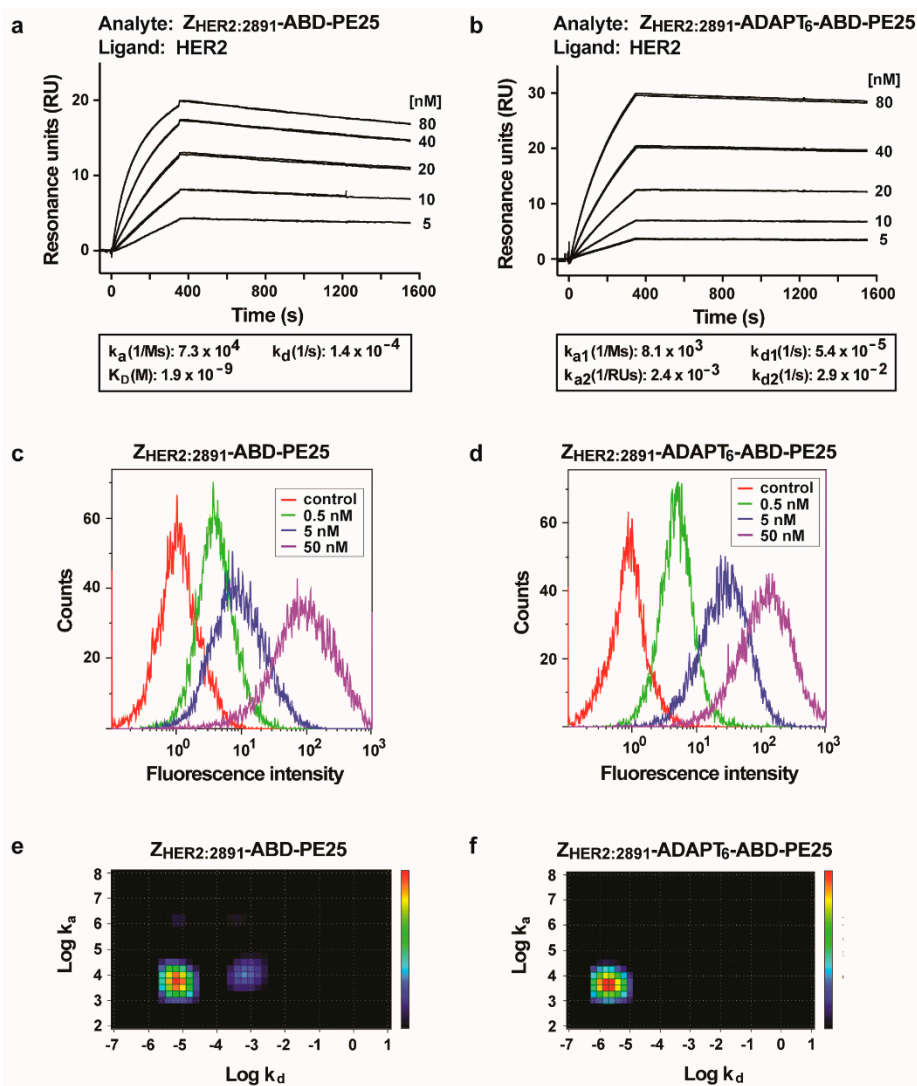 a
Analyte: ZHER2:2891-ABD-PE25
Ligand: HER2
Resonance units (RU)
20
10
0
[nM]
80
40
20
10
5
0 400 800 1200 1600
Time (s)
ka(1/Ms): 7.3 x 10^4 kd(1/s): 1.4 x 10^-4
KD(M): 1.9 x 10^-9
b
Analyte: ZHER2:2891-ADAPT6-ABD-PE25
Ligand: HER2
Resonance units (RU)
30
20
10
0
[nM]
80
40
20
10
5
0 400 800 1200 1600
Time (s)
ka1(1/Ms): 8.1 x 10^3 kd1(1/s): 5.4 x 10^-5
ka2(1/RUs): 2.4 x 10^-3 kd2(1/s): 2.9 x 10^-2
c
ZHER2:2891-ABD-PE25
Counts
60
40
20
control
0.5 nM
5 nM
50 nM
10^0 10^1 10^2 10^3
Fluorescence intensity
d
ZHER2:2891-ADAPT6-ABD-PE25
Counts
60
40
20
control
0.5 nM
5 nM
50 nM
10^0 10^1 10^2 10^3
Fluorescence intensity
e
ZHER2:2891-ABD-PE25
Log ka
8
7
6
5
4
3
2
-7 -6 -5 -4 -3 -2 -1 0 1
Log kd
f
ZHER2:2891-ADAPT6-ABD-PE25
Log ka
8
7
6
5
4
3
2
-7 -6 -5 -4 -3 -2 -1 0 1
Log kd